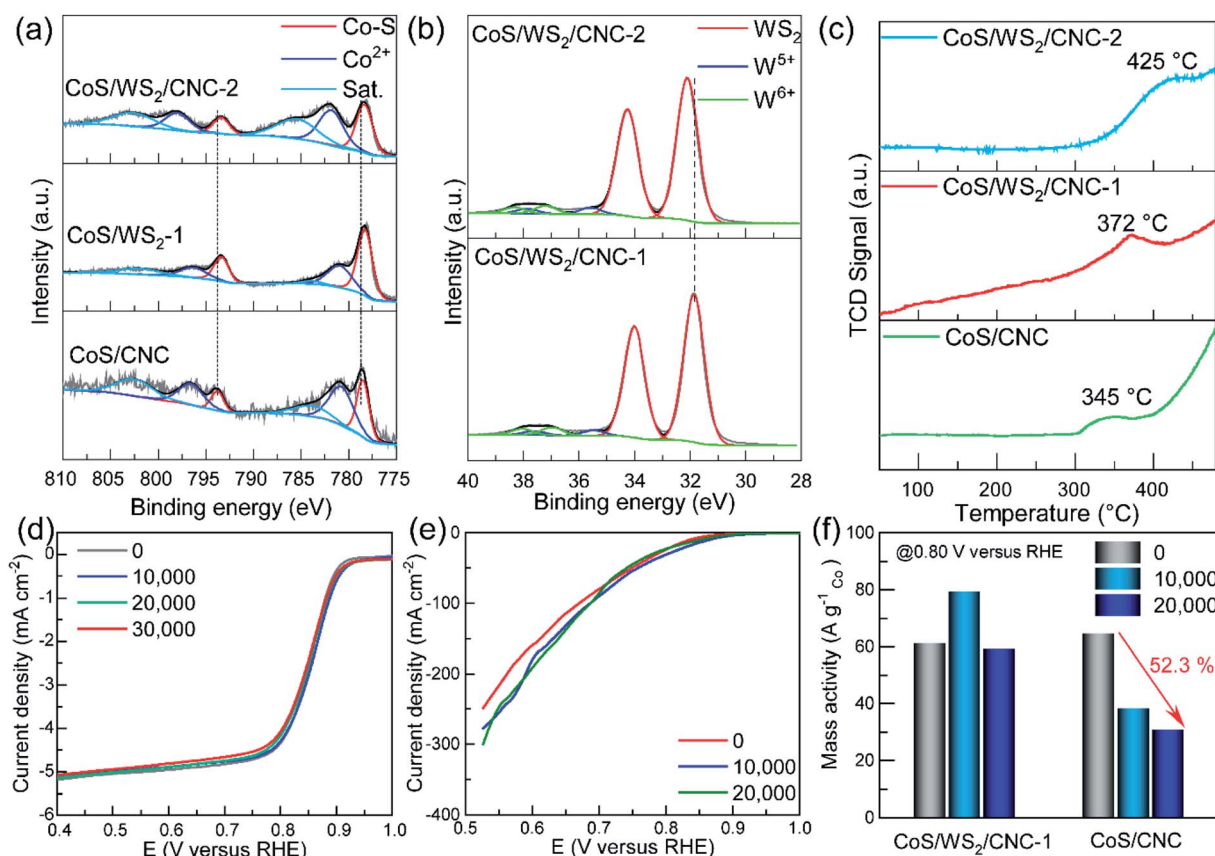 (a)
Co-S
Co²⁺
Sat.
CoS/WS₂/CNC-2
CoS/WS₂-1
CoS/CNC
Intensity (a.u.)
810 805 800 795 790 785 780 775
Binding energy (eV)
(b)
CoS/WS₂/CNC-2
WS₂
W⁵⁺
W⁶⁺
CoS/WS₂/CNC-1
Intensity (a.u.)
40 38 36 34 32 30 28
Binding energy (eV)
(c)
CoS/WS₂/CNC-2
425 °C
CoS/WS₂/CNC-1
372 °C
CoS/CNC
345 °C
TCD Signal (a.u.)
100 200 300 400
Temperature (°C)
(d)
0
10,000
20,000
30,000
Current density (mA cm⁻²)
0
-1
-2
-3
-4
-5
-6
0.4 0.5 0.6 0.7 0.8 0.9 1.0
E (V versus RHE)
(e)
0
10,000
20,000
Current density (mA cm⁻²)
0
-100
-200
-300
-400
0.5 0.6 0.7 0.8 0.9 1.0
E (V versus RHE)
(f)
@0.80 V versus RHE
0
10,000
20,000
52.3 %
Mass activity (A g⁻¹ Co)
100
80
60
40
20
0
CoS/WS₂/CNC-1 CoS/CNC